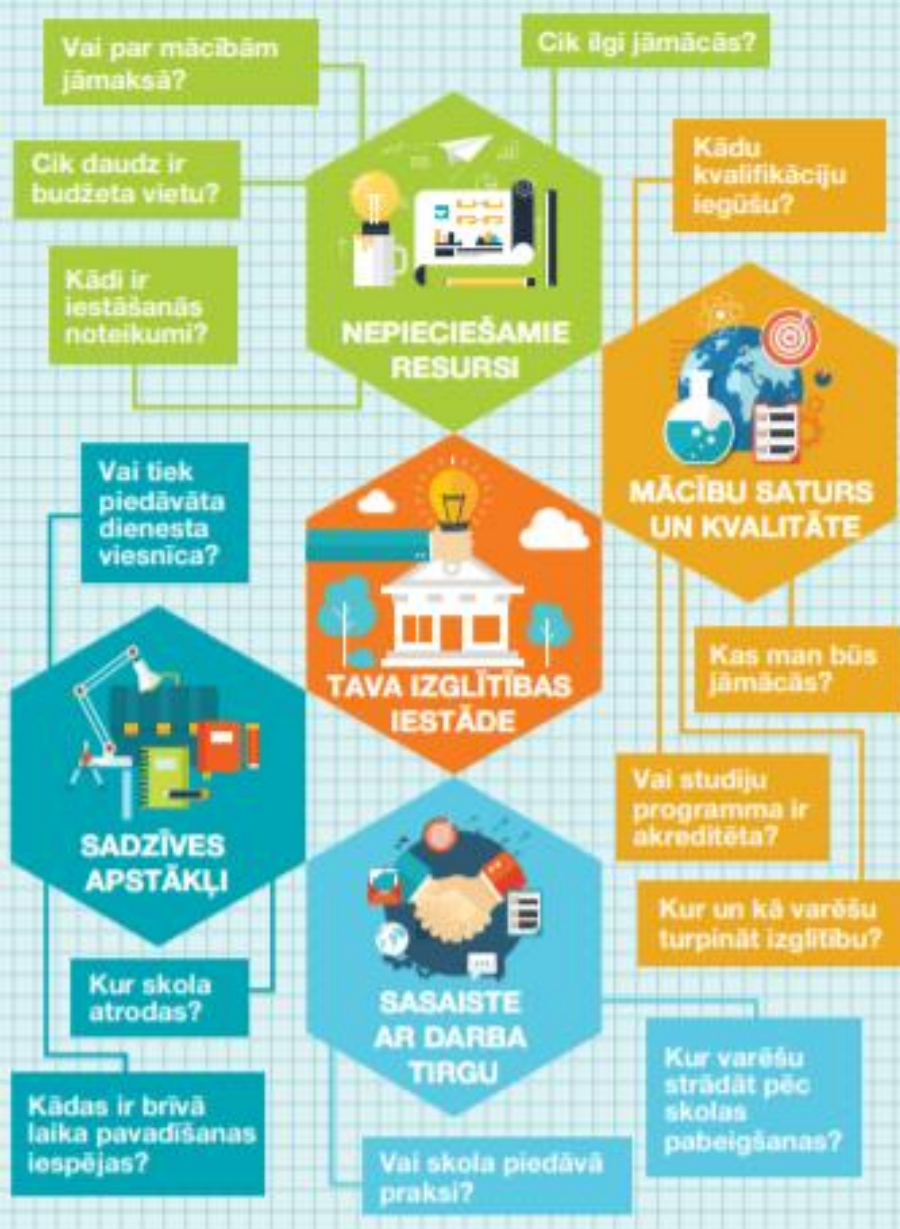 Vai par mācībām
jāmaksā?
Cik ilgi jāmācās?
Cik daudz ir
budžeta vietu?
Kādu
kvalifikāciju
iegūšu?
Kādi ir
iestāšanās
noteikumi?
NEPIECIEŠAMIE
RESURSI
MĀCĪBU SATURS
UN KVALITĀTE
Vai tiek
piedāvāta
dienesta
viesnīca?
TAVA IZGLĪTĪBAS
IESTĀDE
Kas man būs
jāmācās?
Vai studiju
programma ir
akreditēta?
SADZĪVES
APSTĀKĻI
Kur un kā varēšu
turpināt izglītību?
Kur skola
atrodas?
SASAISTE
AR DARBA
TIRGU
Kur varēšu
strādāt pēc
skolas
pabeigšanas?
Kādas ir brīvā
laika pavadīšanas
iespējas?
Vai skola piedāvā
praksi?